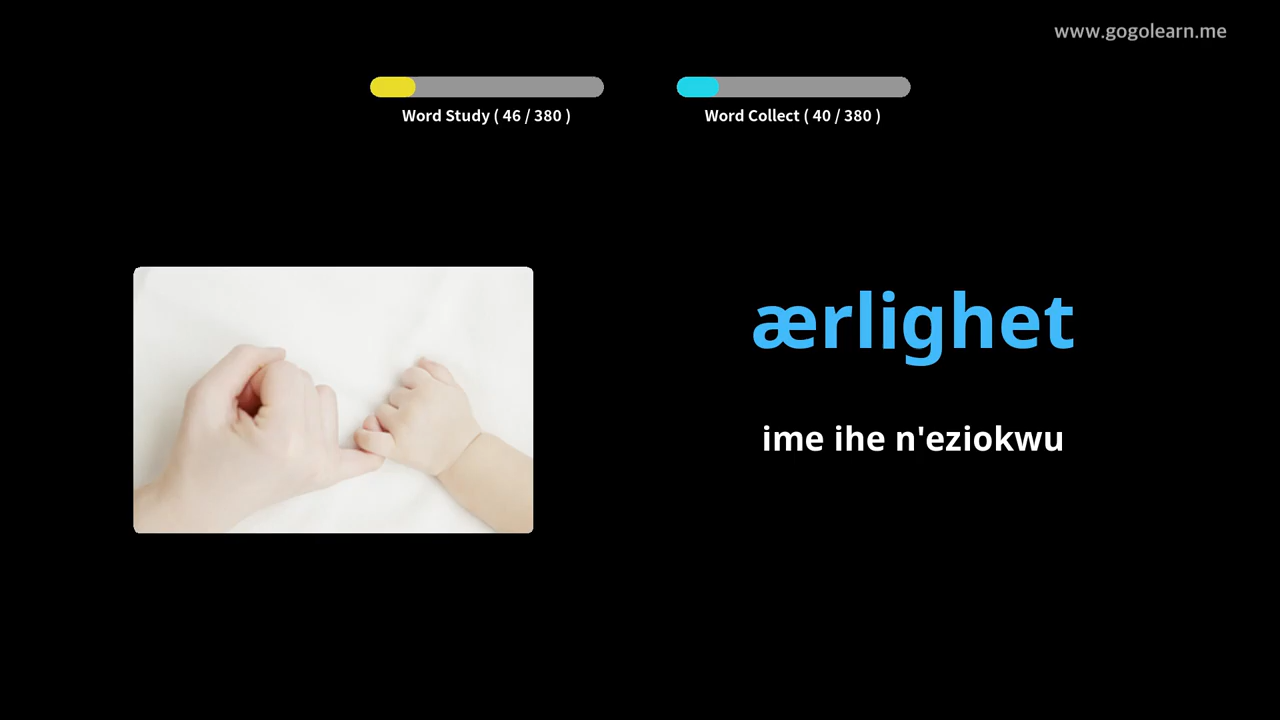 www.gogolearn.me
Word Study ( 46 / 380 )
Word Collect ( 40 / 380 )
ærlighet
ime ihe n'eziokwu